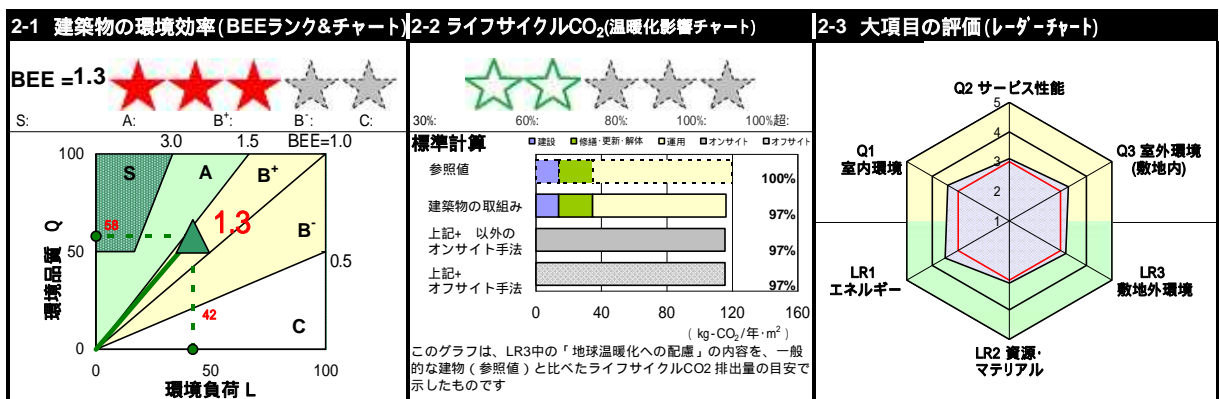 2-1 建築物の環境効率(BEEランク&チャート)
BEE = 1.3
S: A: B+: B-: C:
3.0 1.5 BEE=1.0
100
S A B+
58 1.3
50
B-
0.5
42
C
0
0 50 100
環境品質 Q
環境負荷 L
2-2 ライフサイクルCO2(温暖化影響チャート)
30%: 60%: 80%: 100%: 100%超:
標準計算
建設 修繕・更新・解体 運用 オンサイト オフサイト
参照値 100%
建築物の取組み 97%
上記+ 以外の
オンサイト手法 97%
上記+
オフサイト手法 97%
0 40 80 120 160
( kg-CO2/年・m2 )
このグラフは、LR3中の「地球温暖化への配慮」の内容を、一般
的な建物(参照値)と比べたライフサイクルCO2 排出量の目安で
示したものです
2-3 大項目の評価(レーダーチャート)
Q2 サービス性能
5
4
3
2
1
Q1
室内環境
Q3 室外環境
(敷地内)
LR1
エネルギー
LR3
敷地外環境
LR2 資源・
マテリアル